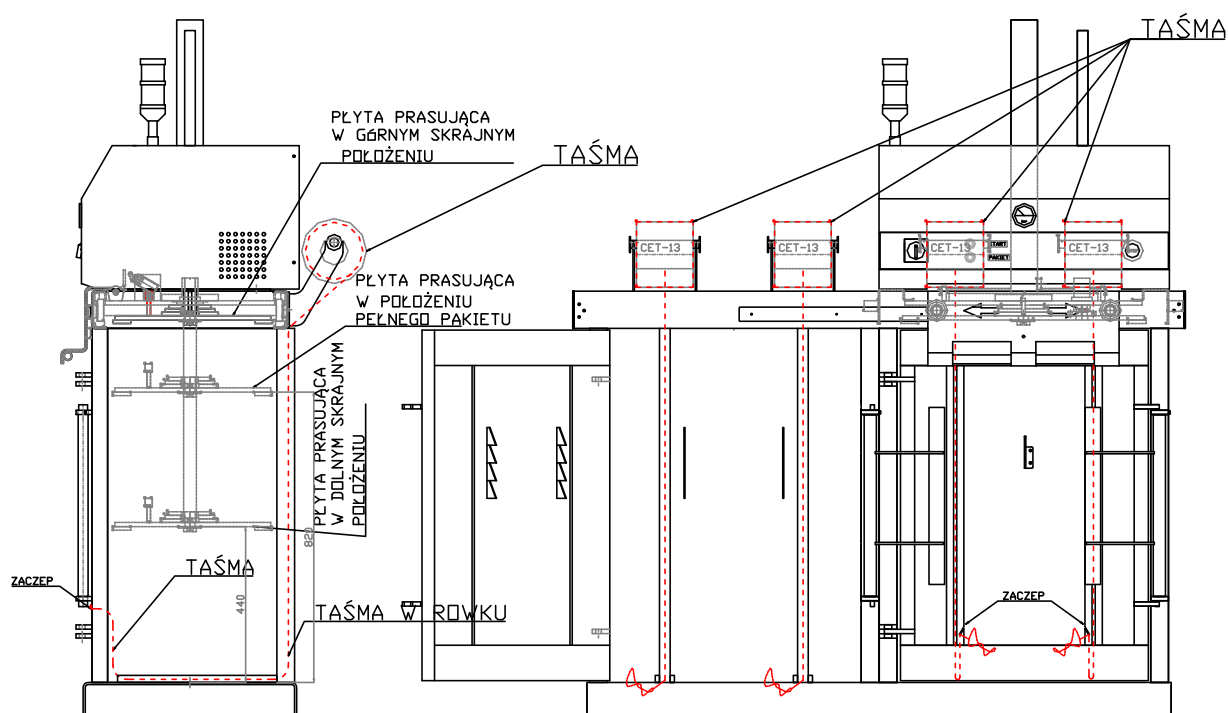 PŁYTA PRASUJĄCA
W GóRNYM SKRAJNYM
POŁOŻENIU
TAŚMA
TAŚMA
PŁYTA PRASUJĄCA
W POŁOŻENIU
PEŁNEGO PAKIETU
PŁYTA PRASUJĄCA
W DOLNYM SKRAJNYM
POŁOŻENIU
820
440
ZACZEP
TAŚMA
TAŚMA W ROWKU
CET-13
CET-13
CET-13
CET-13
START
PAKIET
ZACZEP